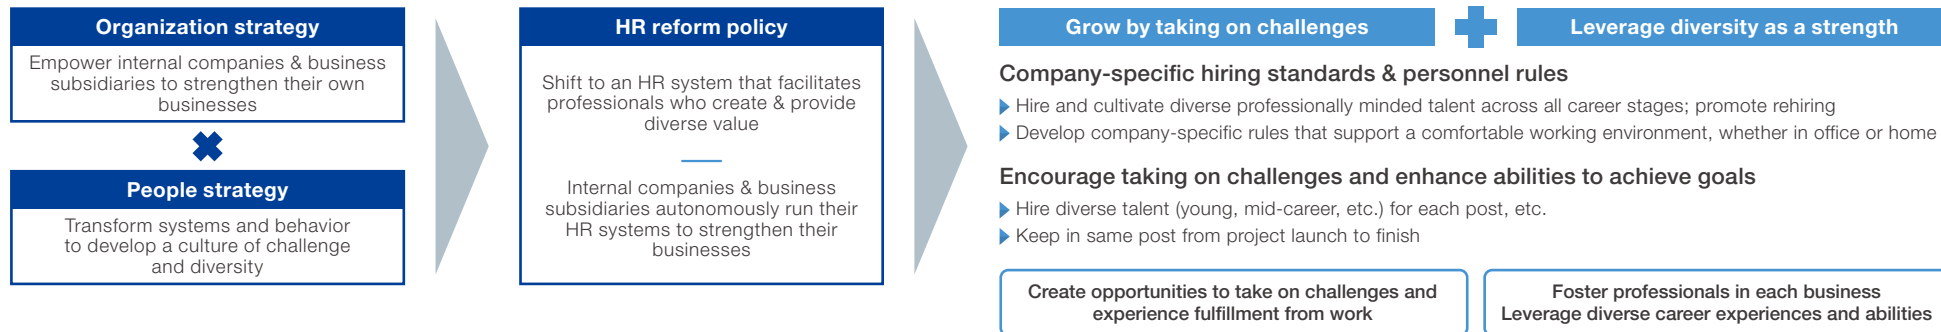 Organization strategy
Empower internal companies & business
subsidiaries to strengthen their own
businesses
People strategy
Transform systems and behavior
to develop a culture of challenge
and diversity
HR reform policy
Shift to an HR system that facilitates
professionals who create & provide
diverse value
Internal companies & business
subsidiaries autonomously run their
HR systems to strengthen their
businesses
Grow by taking on challenges
Leverage diversity as a strength
Company-specific hiring standards & personnel rules
Hire and cultivate diverse professionally minded talent across all career stages; promote rehiring
Develop company-specific rules that support a comfortable working environment, whether in office or home
Encourage taking on challenges and enhance abilities to achieve goals
Hire diverse talent (young, mid-career, etc.) for each post, etc.
Keep in same post from project launch to finish
Create opportunities to take on challenges and
experience fulfillment from work
Foster professionals in each business
Leverage diverse career experiences and abilities